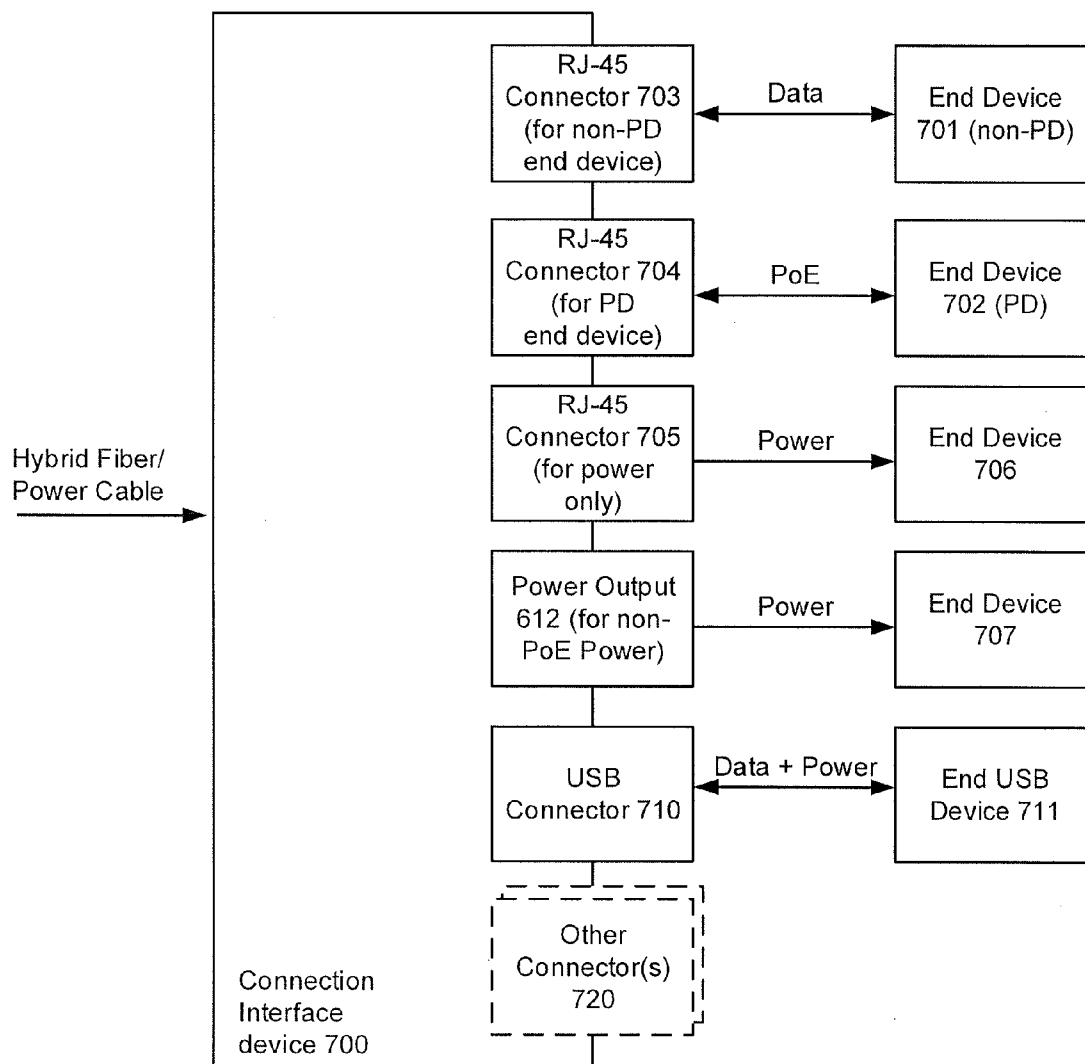 RJ-45
Connector 703
(for non-PD
end device)
Data
End Device
701 (non-PD)
RJ-45
Connector 704
(for PD
end device)
PoE
End Device
702 (PD)
RJ-45
Connector 705
(for power
only)
Power
End Device
706
Hybrid Fiber/
Power Cable
Power Output
612 (for non-
PoE Power)
Power
End Device
707
USB
Connector 710
Data + Power
End USB
Device 711
Other
Connector(s)
720
Connection
Interface
device 700